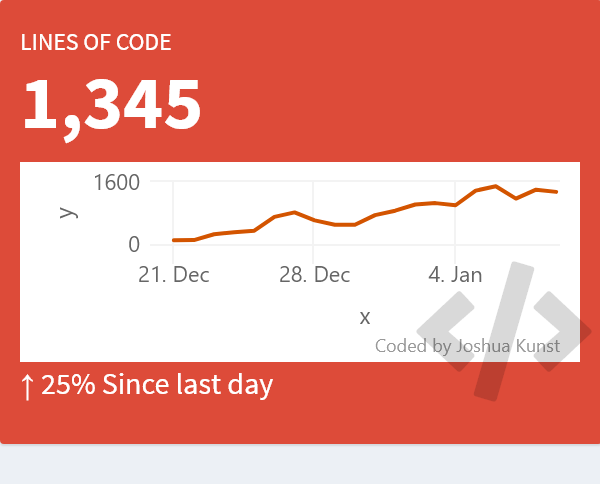 LINES OF CODE
1,345
1600
y
0
21. Dec 28. Dec 4. Jan
x
Coded by Joshua Kunst
↑ 25% Since last day